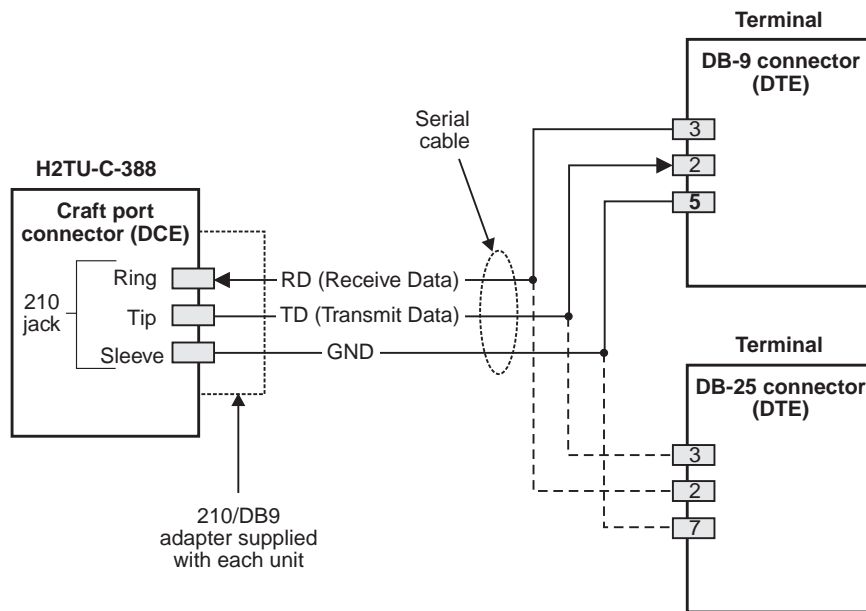 Terminal
DB-9 connector
(DTE)
3
2
5
Serial
cable
H2TU-C-388
Craft port
connector (DCE)
210
jack
Ring
Tip
Sleeve
RD (Receive Data)
TD (Transmit Data)
GND
Terminal
DB-25 connector
(DTE)
3
2
7
210/DB9
adapter supplied
with each unit